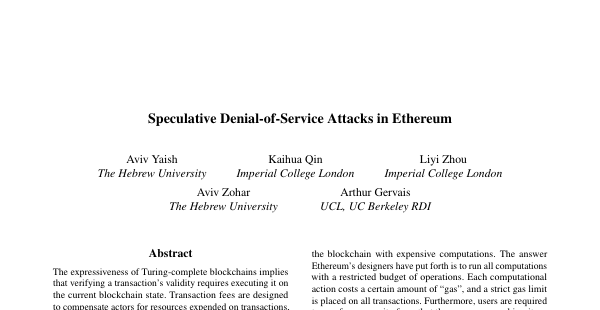 Speculative Denial-of-Service Attacks in Ethereum
Aviv Yaish Kaihua Qin Liyi Zhou
The Hebrew University Imperial College London Imperial College London
Aviv Zohar Arthur Gervais
The Hebrew University UCL, UC Berkeley RDI
Abstract
The expressiveness of Turing-complete blockchains implies
that verifying a transaction's validity requires executing it on
the current blockchain state. Transaction fees are designed
to compensate actors for resources expended on transactions,
the blockchain with expensive computations. The answer
Ethereum's designers have put forth is to run all computations
with a restricted budget of operations. Each computational
action costs a certain amount of "gas", and a strict gas limit
is placed on all transactions. Furthermore, users are required